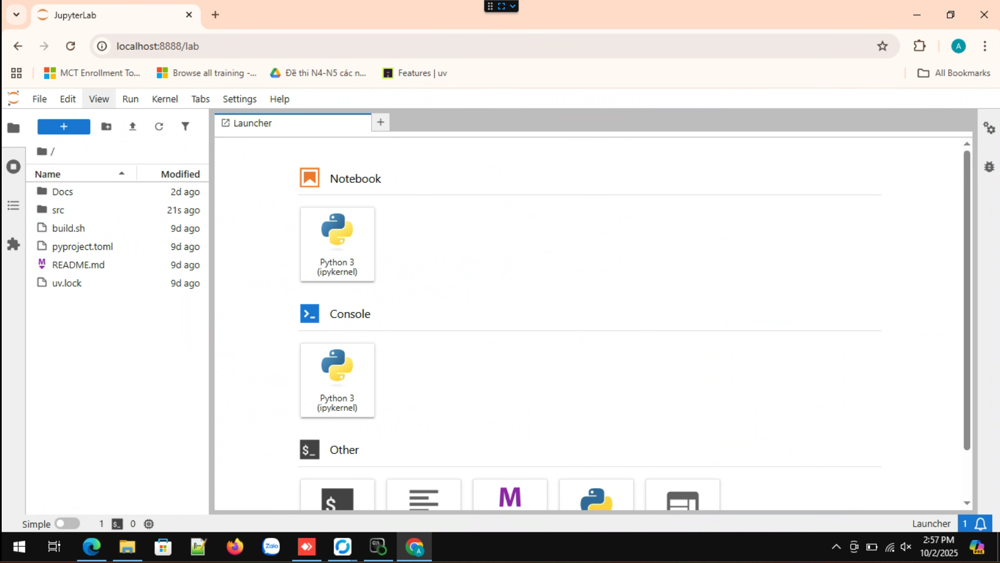 JupyterLab
localhost:8888/lab
A
MCT Enrollment To...
Browse all training -...
Đề thi N4-N5 các n...
Features | uv
All Bookmarks
File Edit View Run Kernel Tabs Settings Help
Launcher
/
Name Modified
Docs 2d ago
src 21s ago
build.sh 9d ago
pyproject.toml 9d ago
README.md 9d ago
uv.lock 9d ago
Notebook
Python 3
(ipykernel)
Console
Python 3
(ipykernel)
$_ Other
$
M
Simple 1 $_ 0
Launcher 1
Zalo
C:\
A
2:57 PM
10/2/2025
PRE